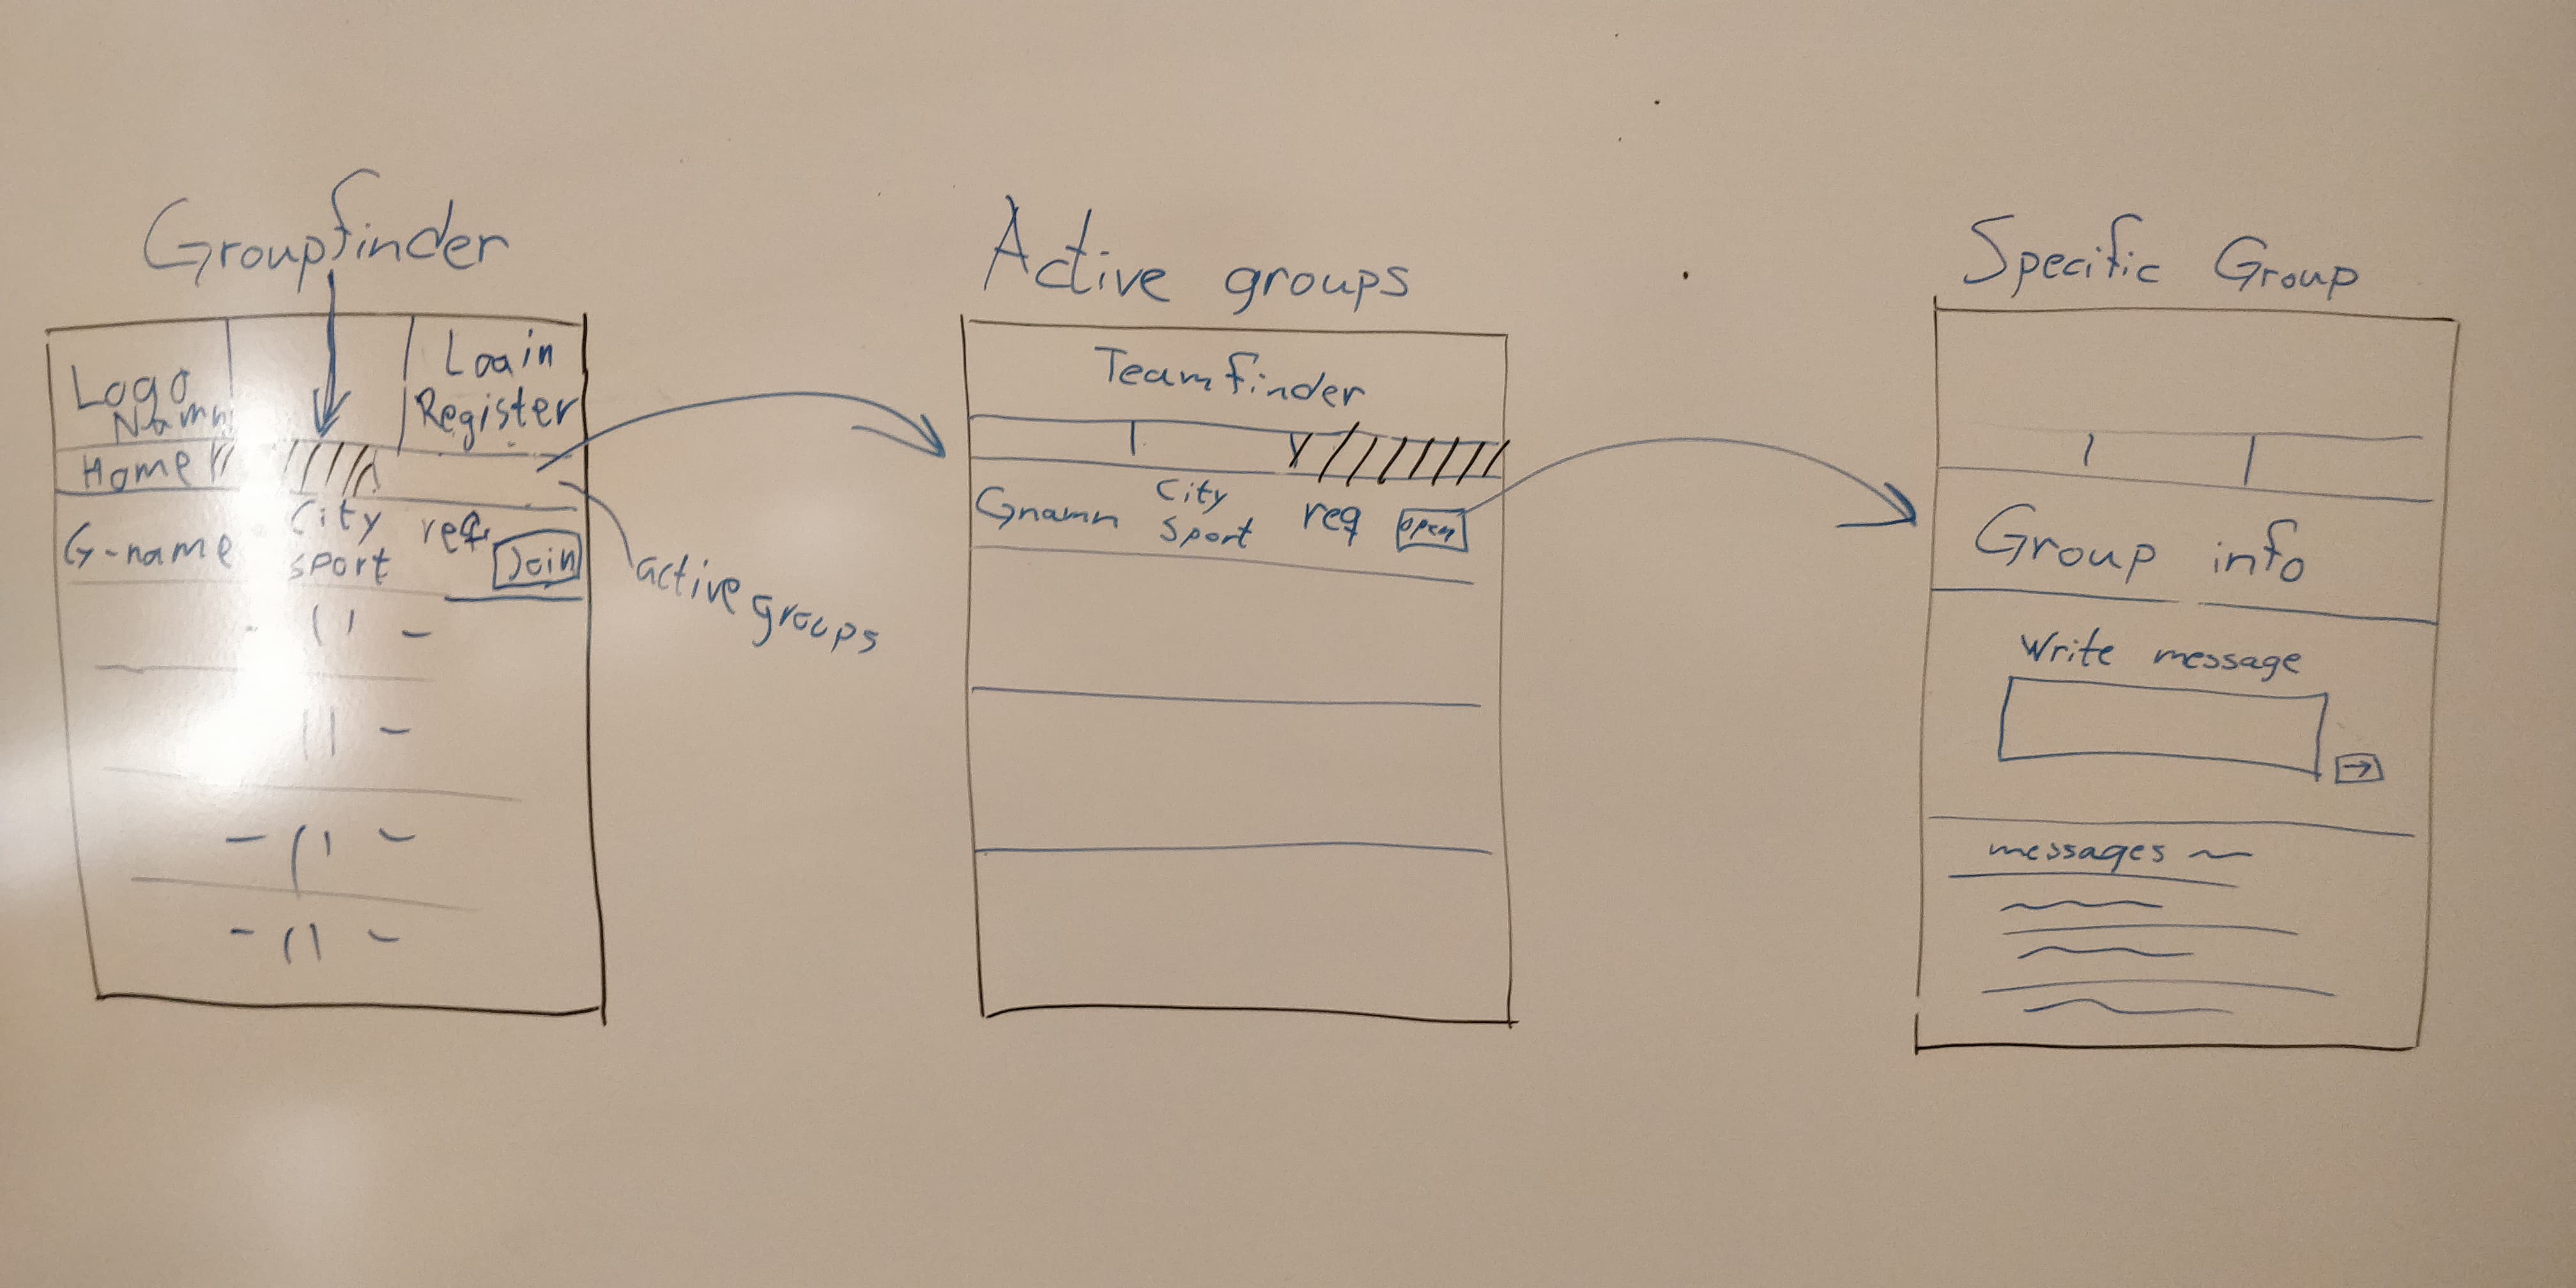 Groupfinder
Logo
Namn
Login
Register
Home
G-name
City
sport
req.
Join
active groups
Active groups
Teamfinder
Gnamn
City
Sport
req
open
Specific Group
Group info
Write message
messages